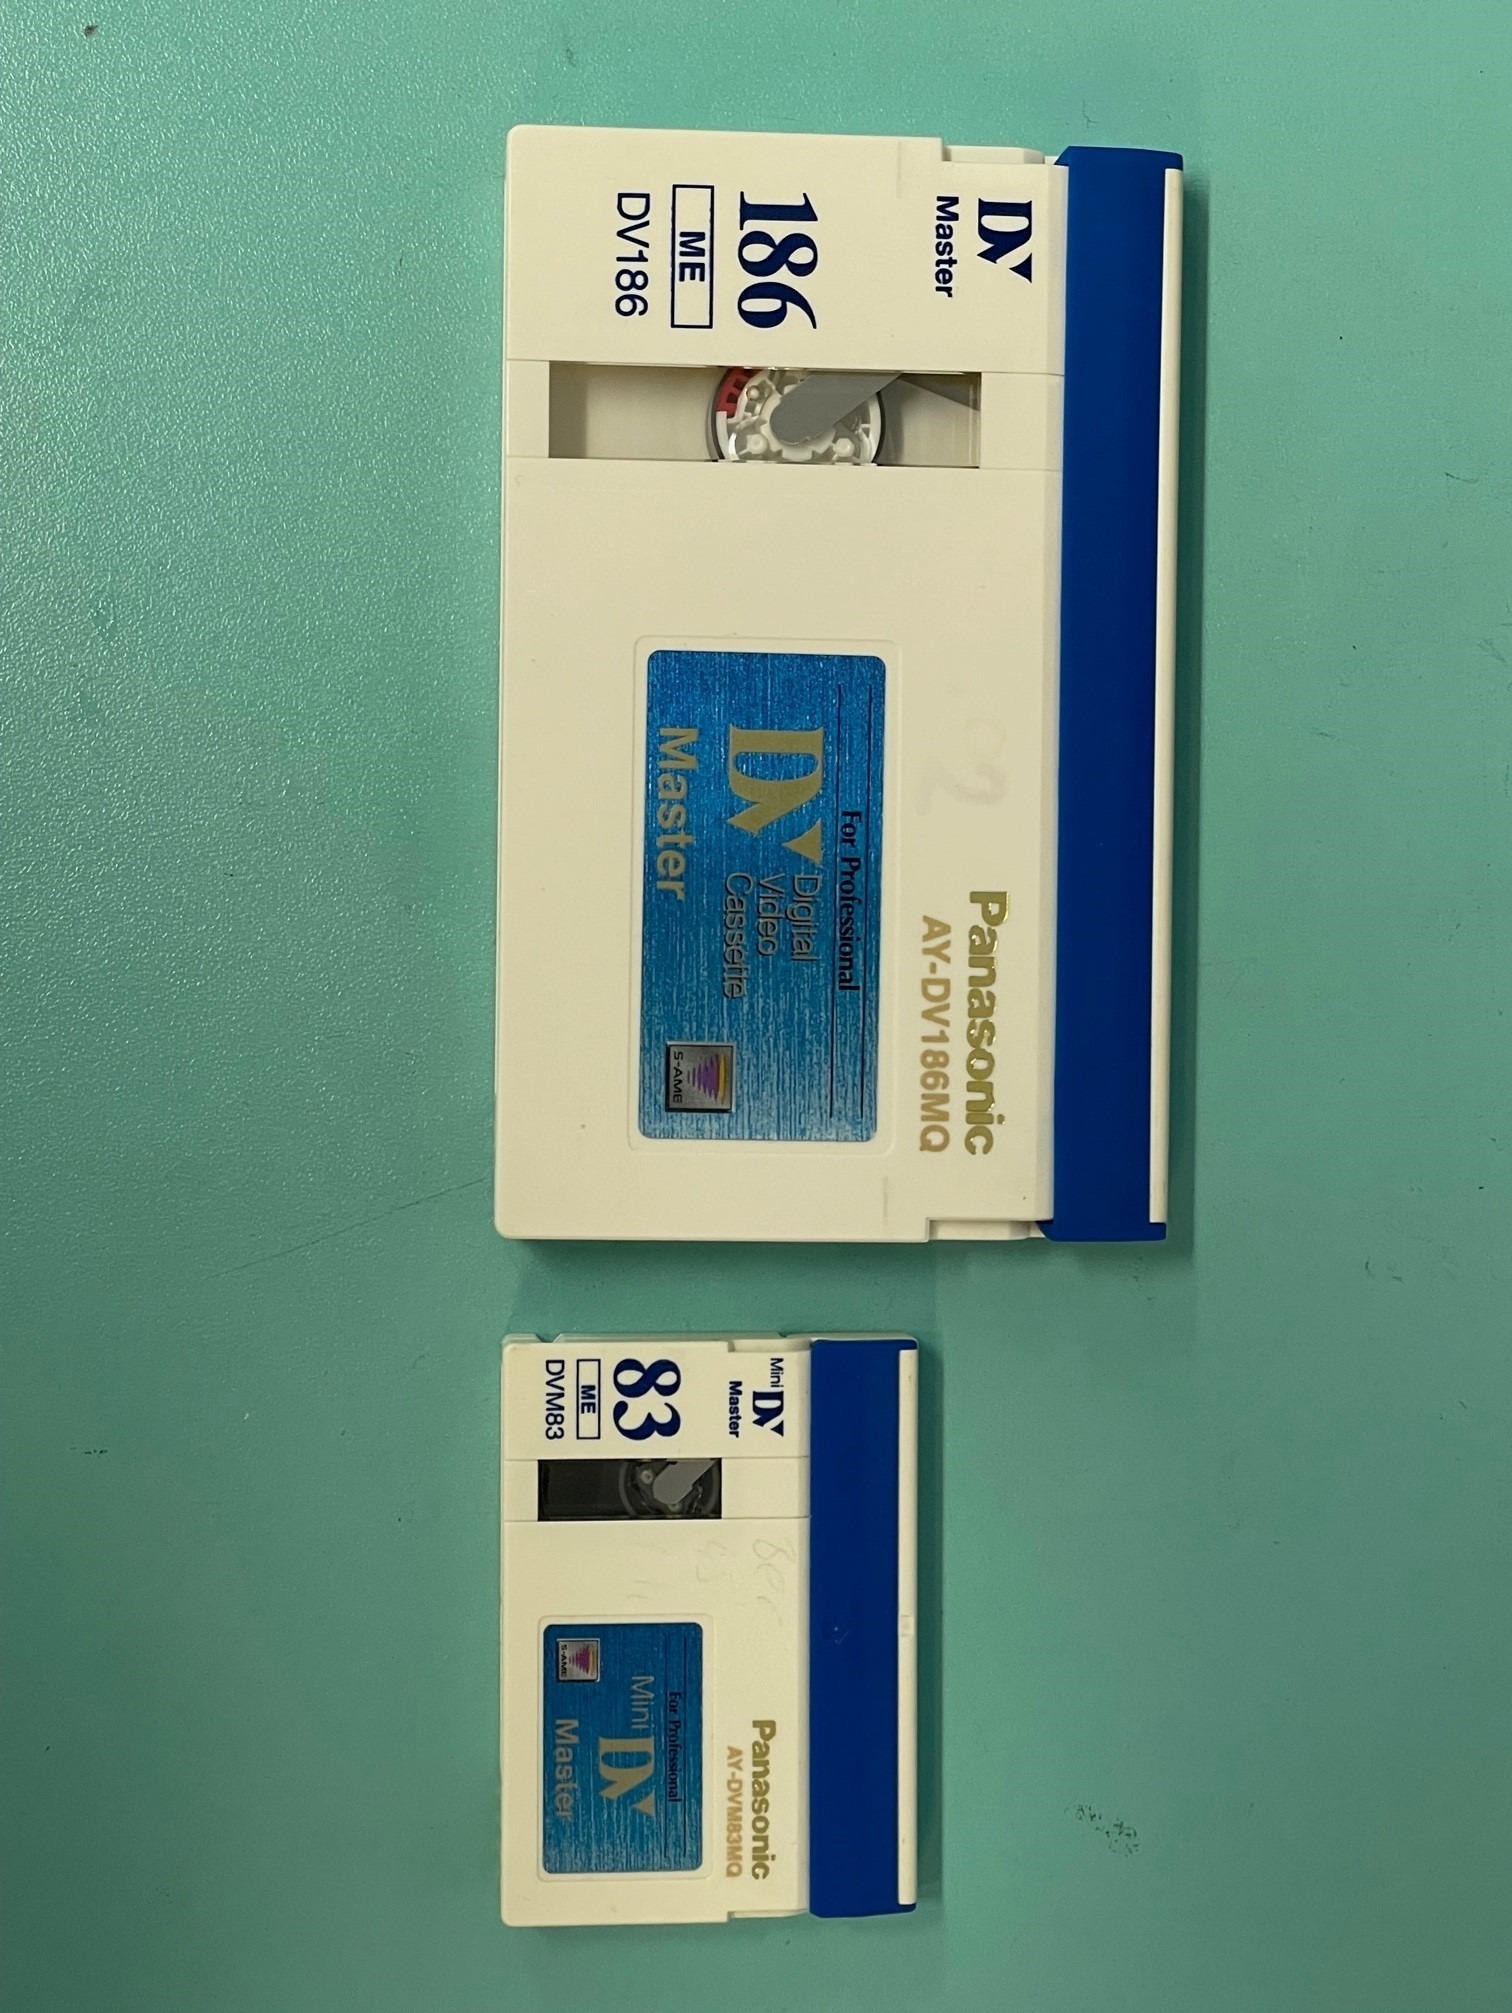 DV
Master
186
ME
DV186
Panasonic
AY-DV186MQ
For Professional
DV Digital
Video
Cassette
Master
S-AME
Mini DV
Master
83
ME
DVM83
Panasonic
AY-DVM83MQ
For Professional
Mini DV
Master
S-AME